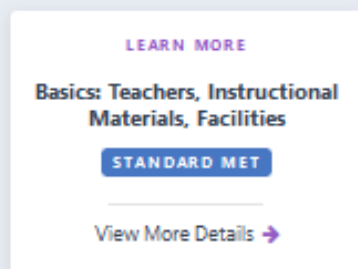 LEARN MORE
Basics: Teachers, Instructional
Materials, Facilities
STANDARD MET
View More Details